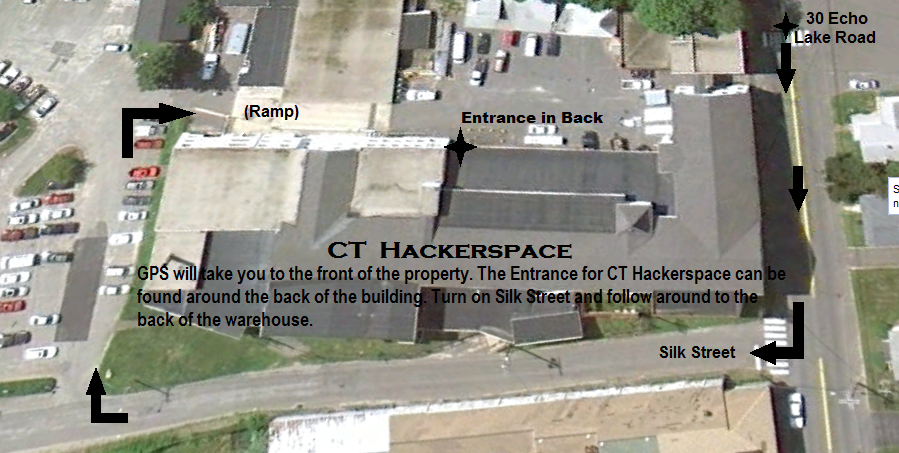 30 Echo
Lake Road
(Ramp)
Entrance in Back
S
n
CT Hackerspace
GPS will take you to the front of the property. The Entrance for CT Hackerspace can be
found around the back of the building. Turn on Silk Street and follow around to the
back of the warehouse.
Silk Street